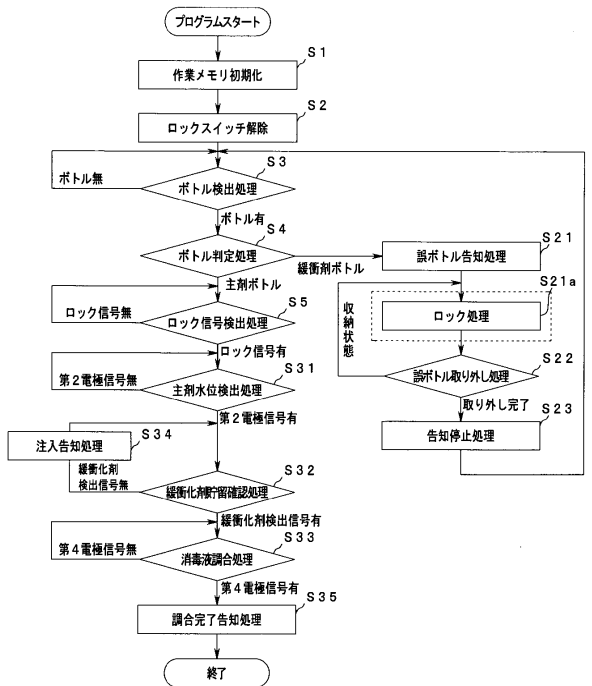 プログラムスタート
S1
作業メモリ初期化
S2
ロックスイッチ解除
S3
ボトル無
ボトル検出処理
ボトル有
S4
ボトル判定処理
緩衝剤ボトル
S21
誤ボトル告知処理
主剤ボトル
S5
ロック信号無
ロック信号検出処理
収納状態
S21a
ロック処理
ロック信号有
S31
第2電極信号無
主剤水位検出処理
S22
誤ボトル取り外し処理
第2電極信号有
取り外し完了
S34
注入告知処理
S23
告知停止処理
緩衝化剤
検出信号無
S32
緩衝化剤貯留確認処理
緩衝化剤検出信号有
S33
第4電極信号無
消毒液調合処理
第4電極信号有
S35
調合完了告知処理
終了